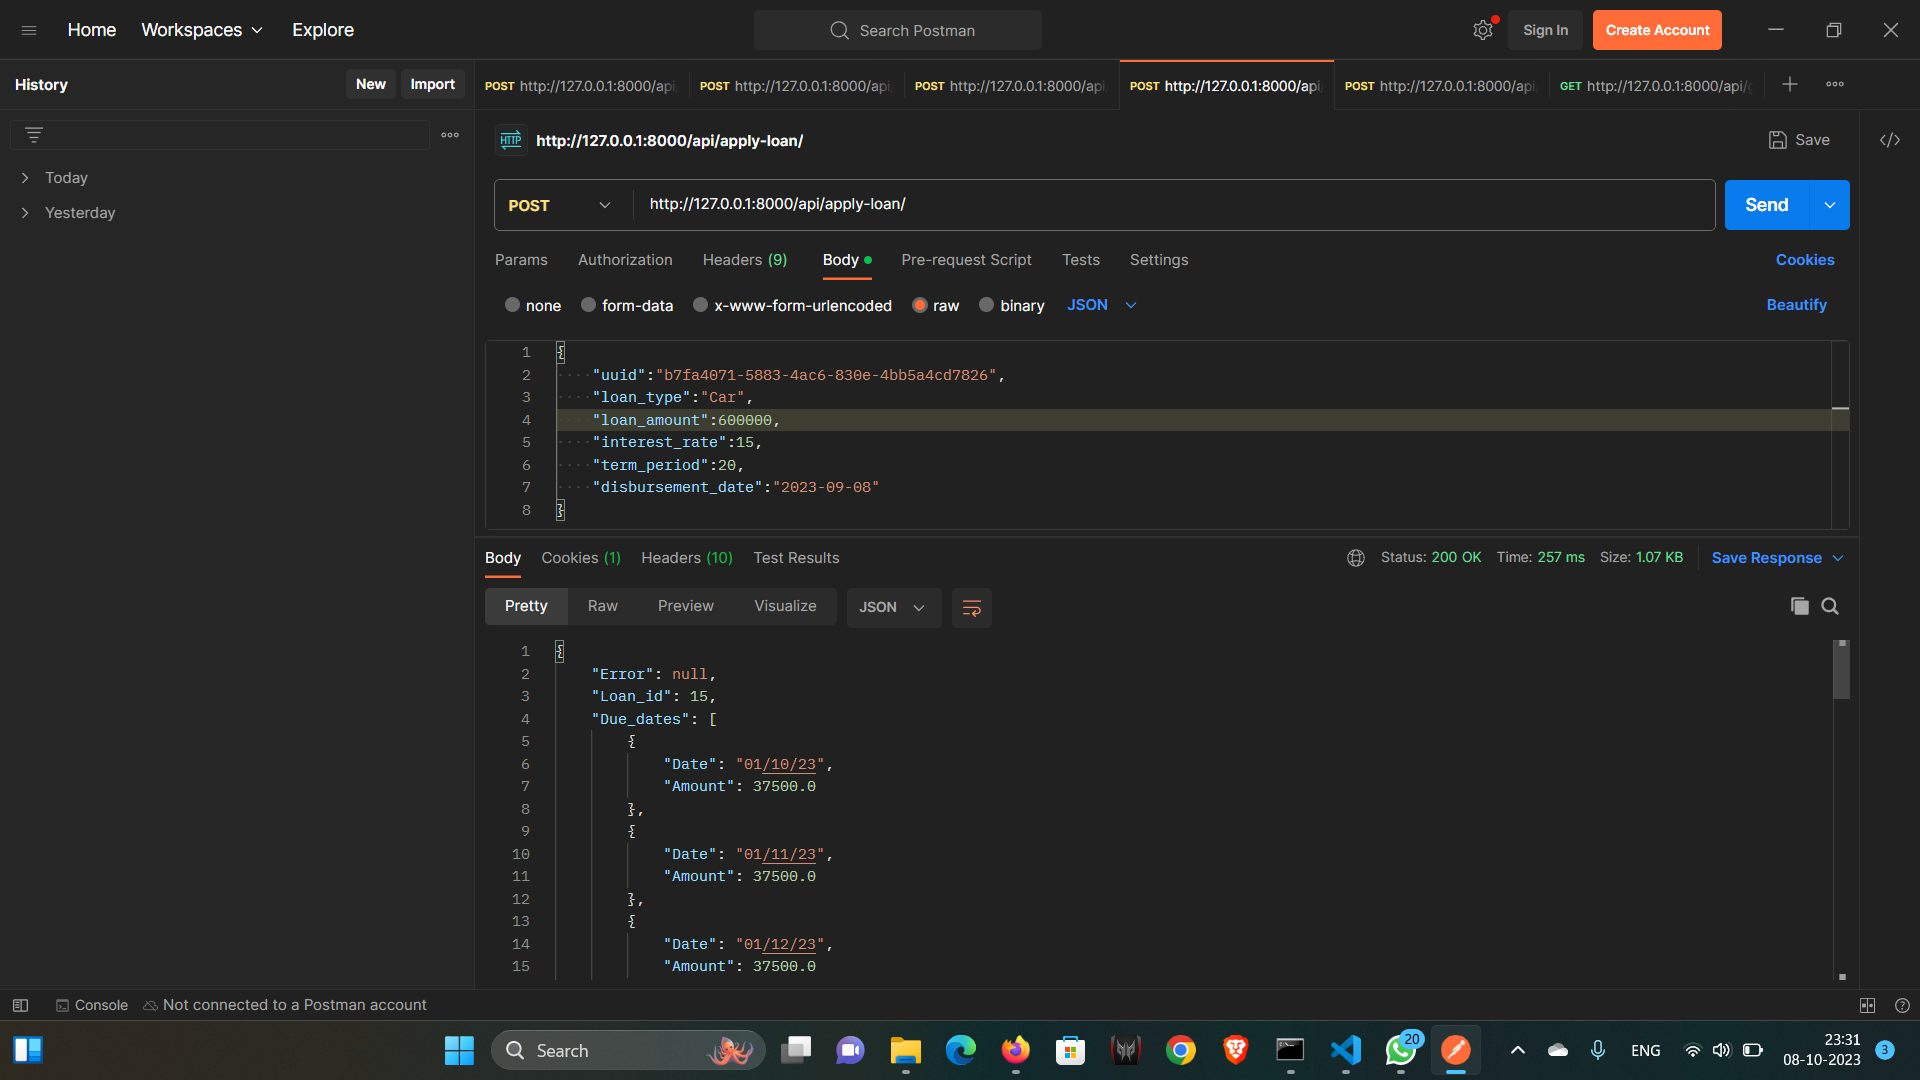 Home Workspaces Explore Search Postman Sign In Create Account
History New Import POST http://127.0.0.1:8000/api POST http://127.0.0.1:8000/api POST http://127.0.0.1:8000/api POST http://127.0.0.1:8000/api POST http://127.0.0.1:8000/api GET http://127.0.0.1:8000/api/
HTTP http://127.0.0.1:8000/api/apply-loan/ Save </>
Today
Yesterday
POST http://127.0.0.1:8000/api/apply-loan/ Send
Params Authorization Headers (9) Body Pre-request Script Tests Settings Cookies
none form-data x-www-form-urlencoded raw binary JSON Beautify
1 {
2 "uuid":"b7fa4071-5883-4ac6-830e-4bb5a4cd7826",
3 "loan_type":"Car",
4 "loan_amount":600000,
5 "interest_rate":15,
6 "term_period":20,
7 "disbursement_date":"2023-09-08"
8 }
Body Cookies (1) Headers (10) Test Results Status: 200 OK Time: 257 ms Size: 1.07 KB Save Response
Pretty Raw Preview Visualize JSON
1 {
2 "Error": null,
3 "Loan_id": 15,
4 "Due_dates": [
5 {
6 "Date": "01/10/23",
7 "Amount": 37500.0
8 },
9 {
10 "Date": "01/11/23",
11 "Amount": 37500.0
12 },
13 {
14 "Date": "01/12/23",
15 "Amount": 37500.0
Console Not connected to a Postman account
Search 20 ENG 23:31
08-10-2023 3